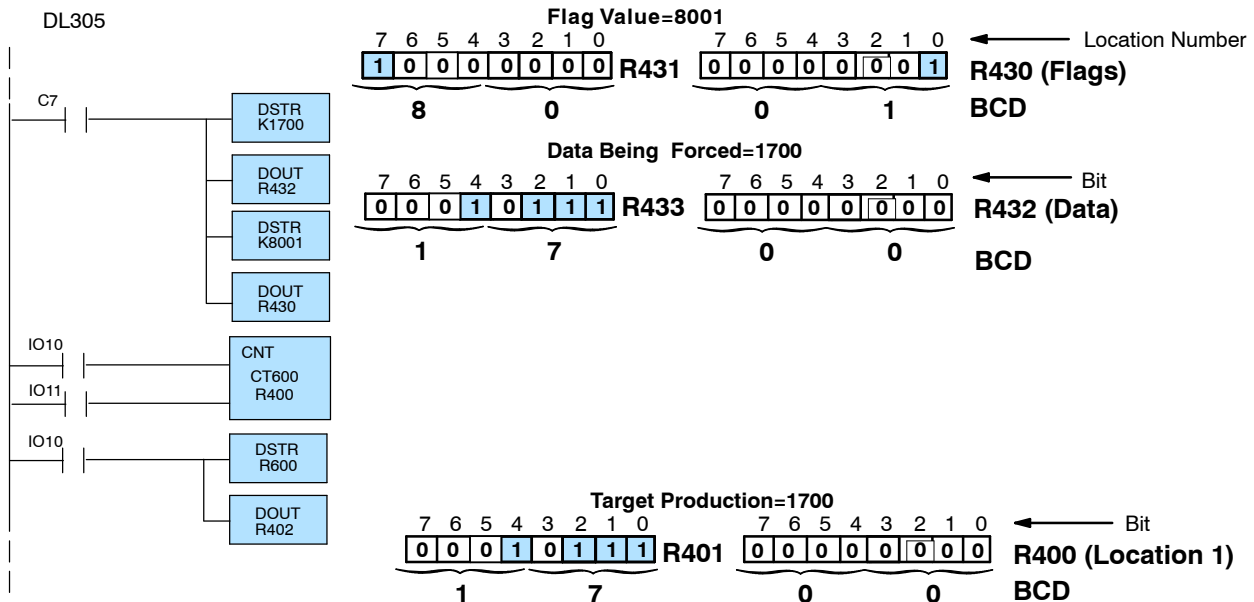 DL305
Flag Value=8001
7 6 5 4 3 2 1 0 7 6 5 4 3 2 1 0 Location Number
1 0 0 0 0 0 0 0 R431 0 0 0 0 0 0 0 1 R430 (Flags)
8 0 0 1 BCD
C7
DSTR
K1700
DOUT
R432
DSTR
K8001
DOUT
R430
Data Being Forced=1700
7 6 5 4 3 2 1 0 7 6 5 4 3 2 1 0 Bit
0 0 0 1 0 1 1 1 R433 0 0 0 0 0 0 0 0 R432 (Data)
1 7 0 0 BCD
IO10
IO11
CNT
CT600
R400
IO10
DSTR
R600
DOUT
R402
Target Production=1700
7 6 5 4 3 2 1 0 7 6 5 4 3 2 1 0 Bit
0 0 0 1 0 1 1 1 R401 0 0 0 0 0 0 0 0 R400 (Location 1)
1 7 0 0 BCD